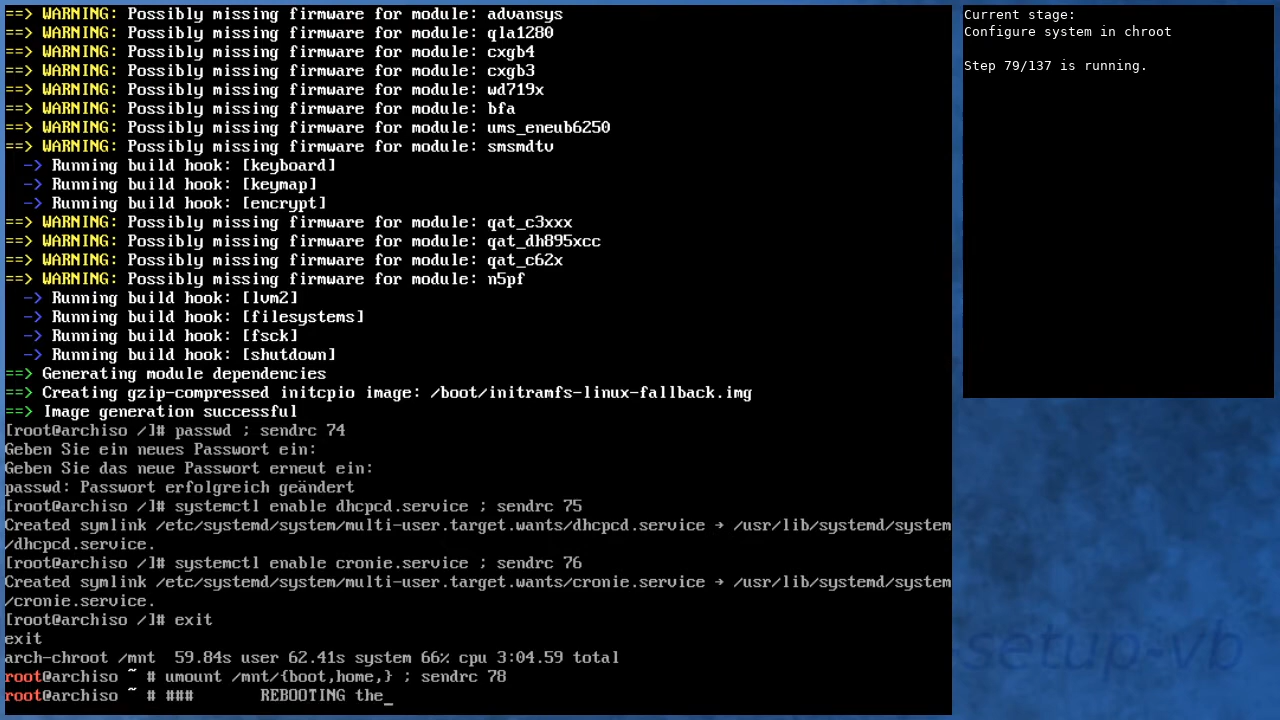 ==> WARNING: Possibly missing firmware for module: advansys
==> WARNING: Possibly missing firmware for module: qla1280
==> WARNING: Possibly missing firmware for module: cxgb4
==> WARNING: Possibly missing firmware for module: cxgb3
==> WARNING: Possibly missing firmware for module: wd719x
==> WARNING: Possibly missing firmware for module: bfa
==> WARNING: Possibly missing firmware for module: ums_eneub6250
==> WARNING: Possibly missing firmware for module: smsmdtv
  -> Running build hook: [keyboard]
  -> Running build hook: [keymap]
  -> Running build hook: [encrypt]
==> WARNING: Possibly missing firmware for module: qat_c3xxx
==> WARNING: Possibly missing firmware for module: qat_dh895xcc
==> WARNING: Possibly missing firmware for module: qat_c62x
==> WARNING: Possibly missing firmware for module: n5pf
  -> Running build hook: [lvm2]
  -> Running build hook: [filesystems]
  -> Running build hook: [fsck]
  -> Running build hook: [shutdown]
==> Generating module dependencies
==> Creating gzip-compressed initcpio image: /boot/initramfs-linux-fallback.img
==> Image generation successful
[root@archiso /]# passwd ; sendrc 74
Geben Sie ein neues Passwort ein:
Geben Sie das neue Passwort erneut ein:
passwd: Passwort erfolgreich geändert
[root@archiso /]# systemctl enable dhcpcd.service ; sendrc 75
Created symlink /etc/systemd/system/multi-user.target.wants/dhcpcd.service → /usr/lib/systemd/system
/dhcpcd.service.
[root@archiso /]# systemctl enable cronie.service ; sendrc 76
Created symlink /etc/systemd/system/multi-user.target.wants/cronie.service → /usr/lib/systemd/system
/cronie.service.
[root@archiso /]# exit
exit
arch-chroot /mnt  59.84s user 62.41s system 66% cpu 3:04.59 total
root@archiso ~ # umount /mnt/{boot,home,} ; sendrc 78
root@archiso ~ # ###       REBOOTING the_
Current stage:
Configure system in chroot
Step 79/137 is running.
setup-vb